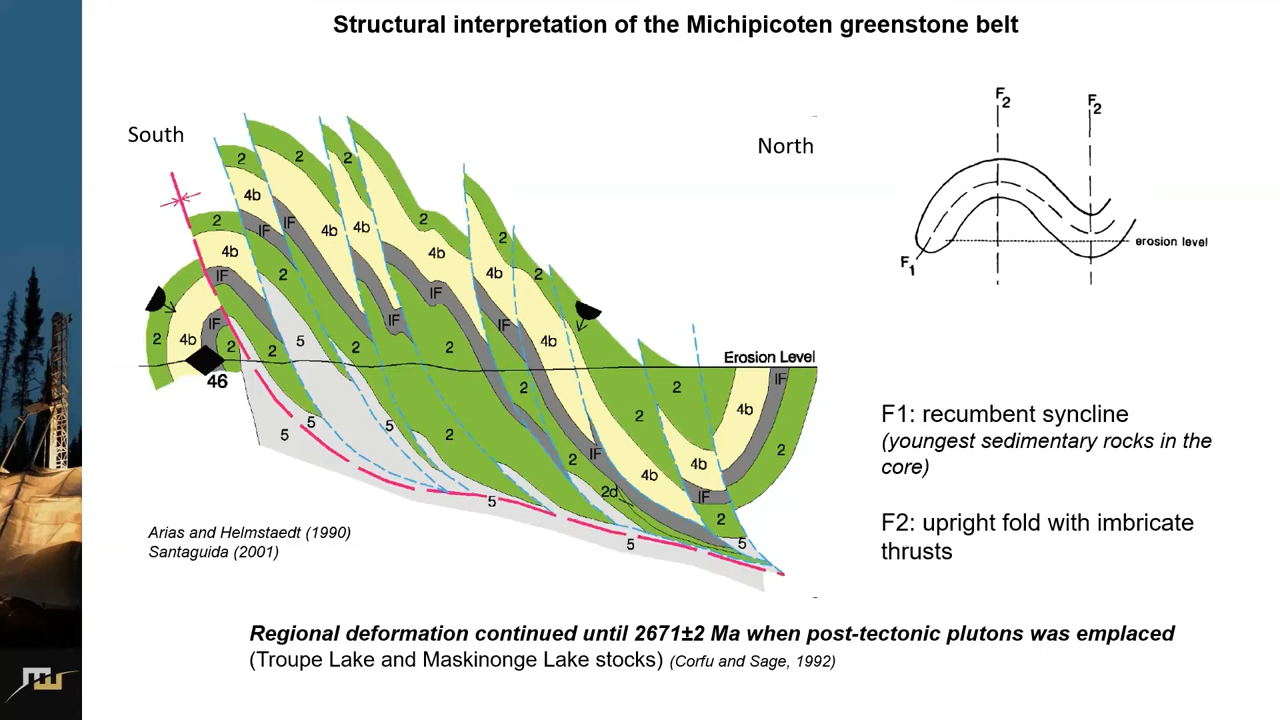 Structural interpretation of the Michipicoten greenstone belt
South
North
2
2
2
4b
IF
IF
4b
4b
2
2
4b
IF
2
4b
2
2
4b
IF
2
4b
IF
2
2
5
IF
2
IF
4b
2
46
2
2
Erosion Level
IF
4b
2
2
2
5
5
5
2
2
IF
4b
4b
IF
2
2
2d
5
5
5
F2
F2
erosion level
F1
F1: recumbent syncline
(youngest sedimentary rocks in the
core)
F2: upright fold with imbricate
thrusts
Arias and Helmstaedt (1990)
Santaguida (2001)
Regional deformation continued until 2671±2 Ma when post-tectonic plutons was emplaced
(Troupe Lake and Maskinonge Lake stocks) (Corfu and Sage, 1992)